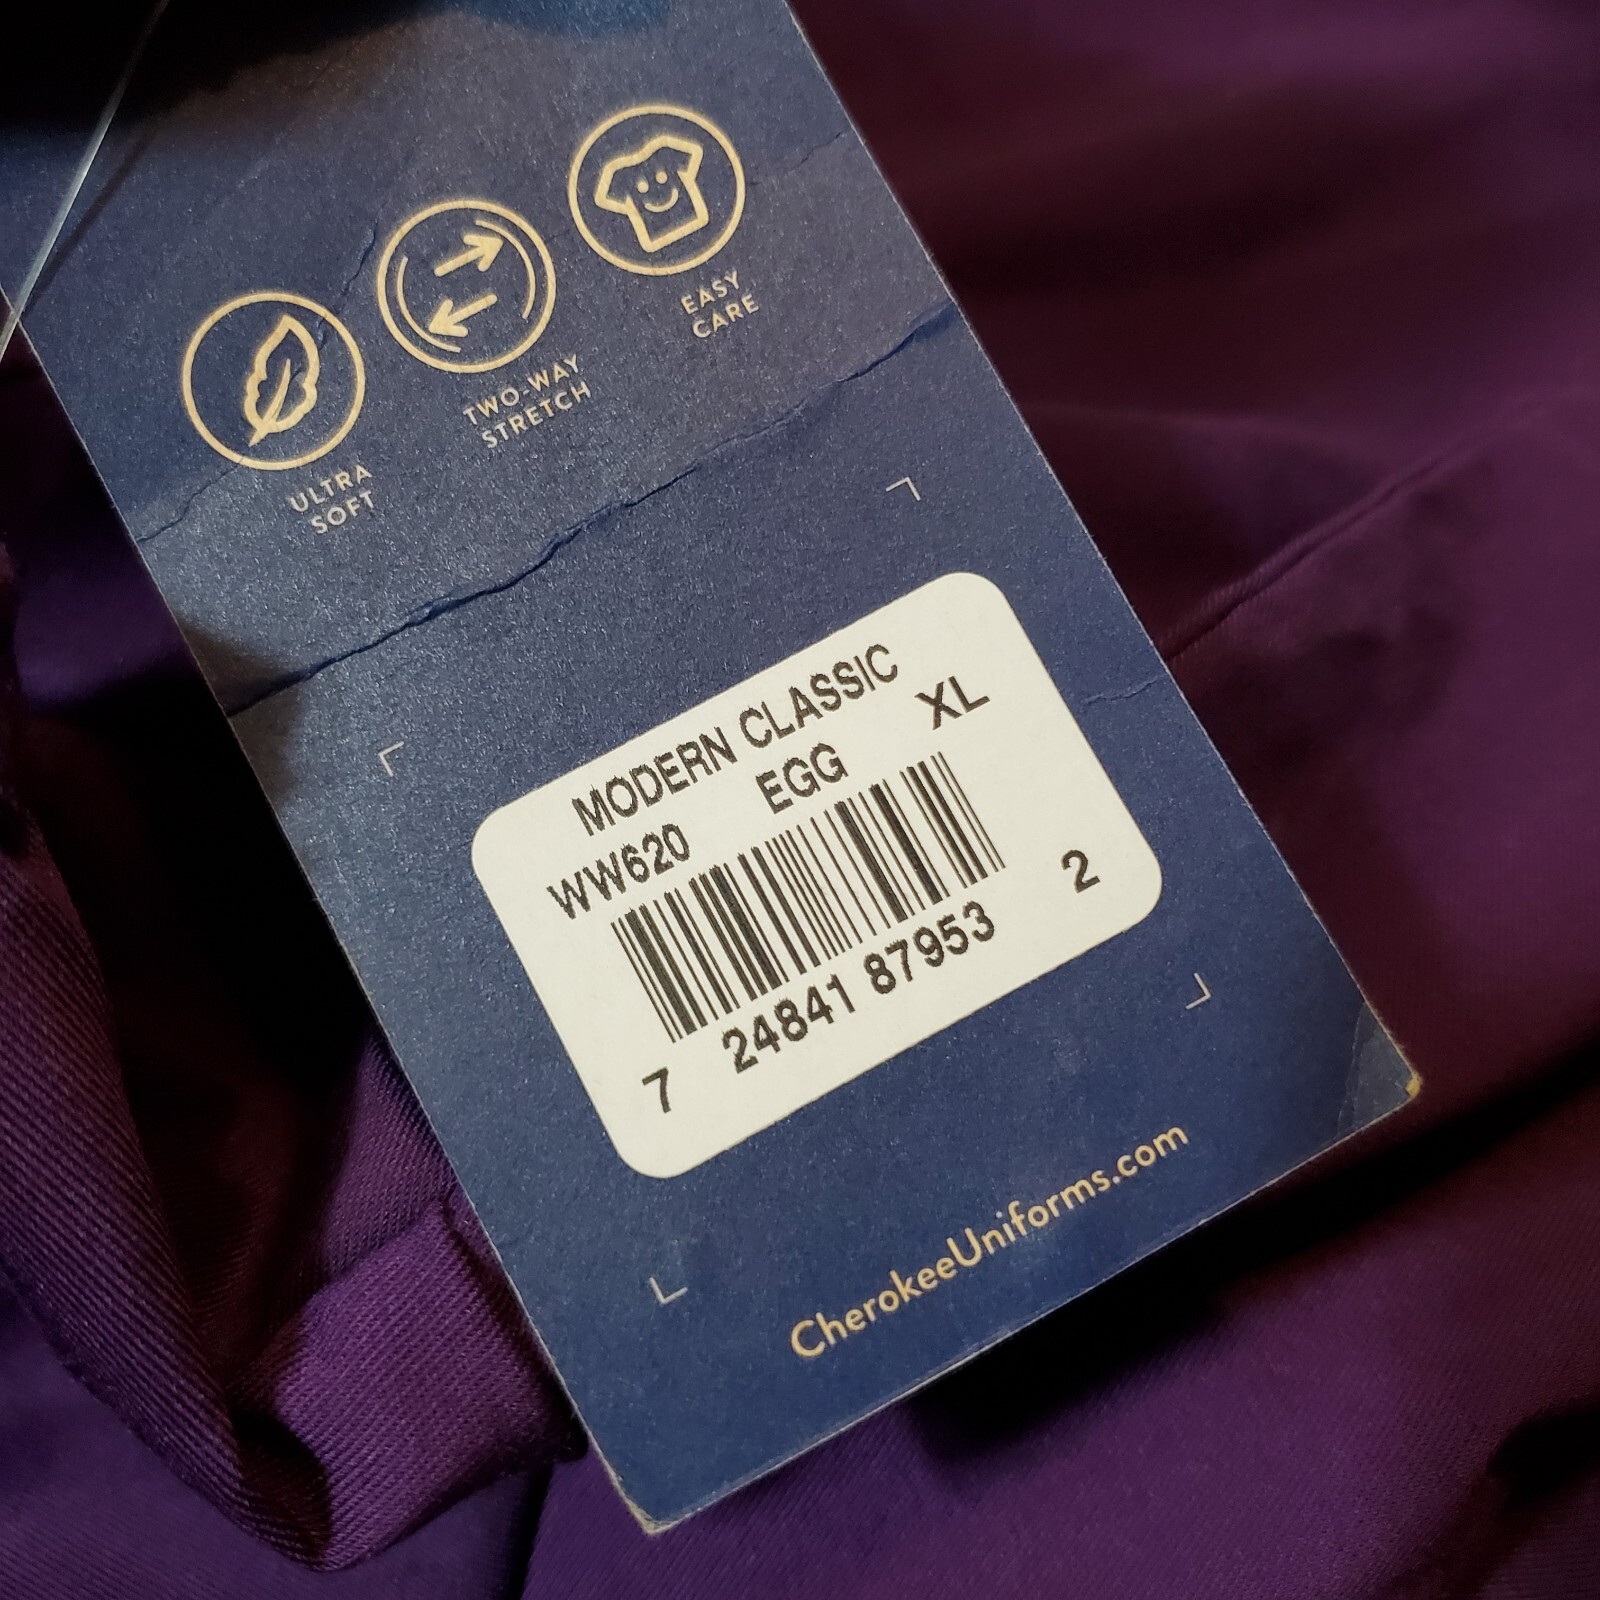 ULTRA
SOFT
TWO-WAY
STRETCH
EASY
CARE
MODERN CLASSIC
WW620 EGG XL
7 24841 87953 2
CherokeeUniforms.com